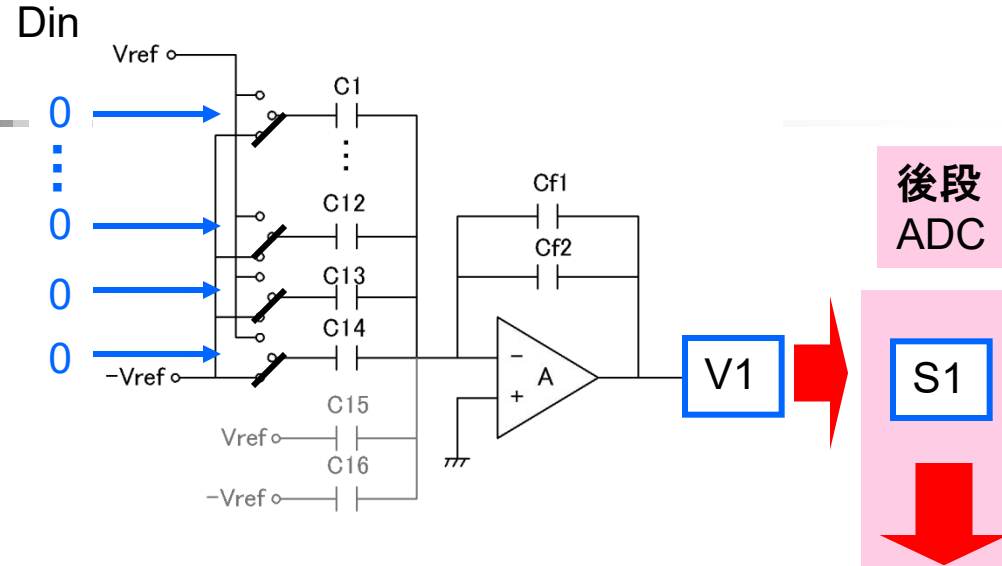 Din
Vref
0
C1
⋮
⋮
0
C12
0
C13
0
C14
-Vref
C15
Vref
C16
-Vref
Cf1
Cf2
−
A
+
V1
後段
ADC
S1